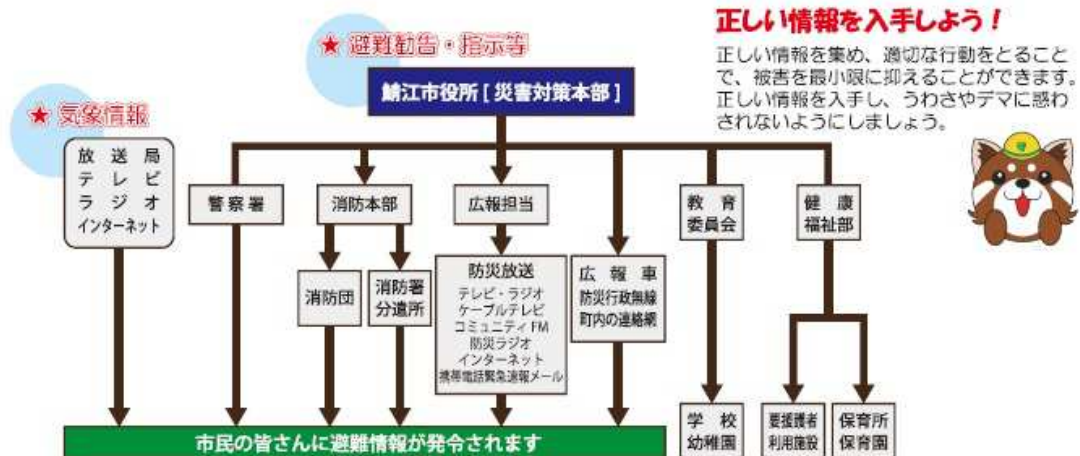 正しい情報を入手しよう!
正しい情報を集め、適切な行動をとること
で、被害を最小限に抑えることができます。
正しい情報を入手し、うわさやデマに惑わ
されないようにしましょう。
★ 避難勧告・指示等
鯖江市役所 [ 災害対策本部 ]
★ 気象情報
放送局
テレビ
ラジオ
インターネット
警察署
消防本部
広報担当
教育
委員会
健康
福祉部
消防団
消防署
分遣所
防災放送
テレビ・ラジオ
ケーブルテレビ
コミュニティ FM
防災ラジオ
インターネット
携帯電話緊急速報メール
広報車
防災行政無線
町内の連絡網
学校
幼稚園
要援護者
利用施設
保育所
保育園
市民の皆さんに避難情報が発令されます